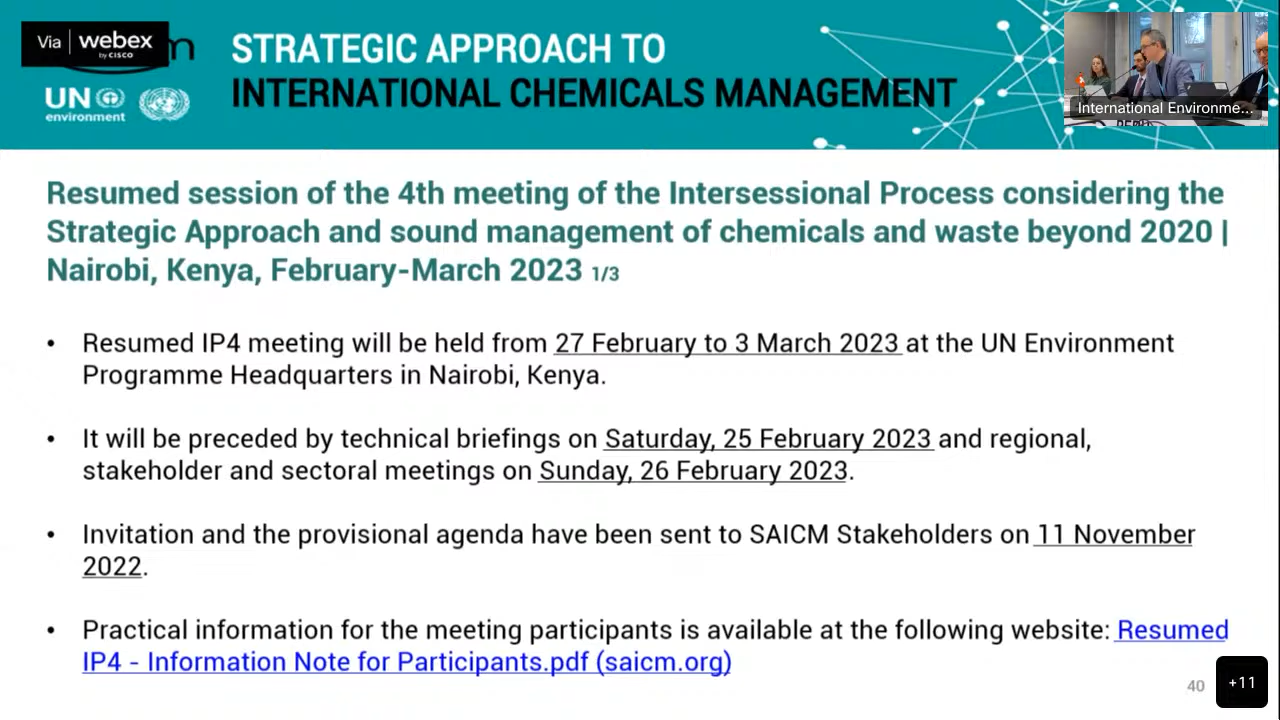 Via webex
by CISCO
m
UN
environment
STRATEGIC APPROACH TO
INTERNATIONAL CHEMICALS MANAGEMENT
International Environme...
Resumed session of the 4th meeting of the Intersessional Process considering the
Strategic Approach and sound management of chemicals and waste beyond 2020 |
Nairobi, Kenya, February-March 2023 1/3
• Resumed IP4 meeting will be held from 27 February to 3 March 2023 at the UN Environment
Programme Headquarters in Nairobi, Kenya.
• It will be preceded by technical briefings on Saturday, 25 February 2023 and regional,
stakeholder and sectoral meetings on Sunday, 26 February 2023.
• Invitation and the provisional agenda have been sent to SAICM Stakeholders on 11 November
2022.
• Practical information for the meeting participants is available at the following website: Resumed
IP4 - Information Note for Participants.pdf (saicm.org)
40
+11